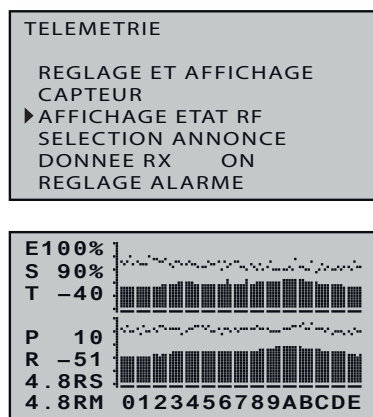 TELEMETRIE
REGLAGE ET AFFICHAGE
CAPTEUR
AFFICHAGE ETAT RF
SELECTION ANNONCE
DONNEE RX ON
REGLAGE ALARME
E100%
S 90%
T –40
P 10
R –51
4.8RS
4.8RM 0123456789ABCDE